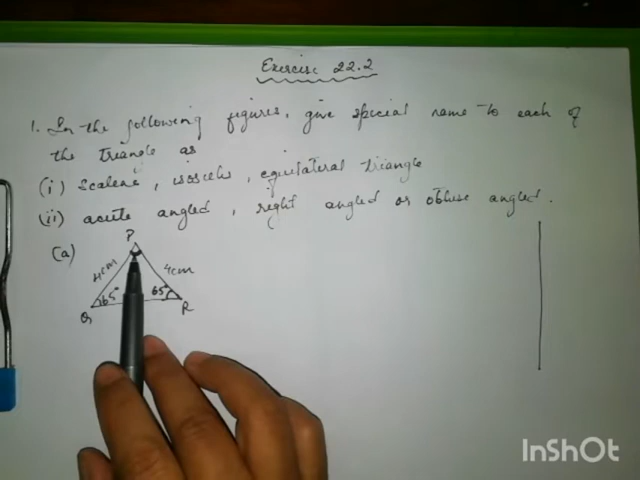 Exercise 22.2
1. In the following figures, give special name to each of
the triangle as
(i) Scalene, isosceles, equilateral triangle
(ii) acute angled, right angled or obtuse angled.
(a)
P
4cm 4cm
65° 65°
Q R
InShOt